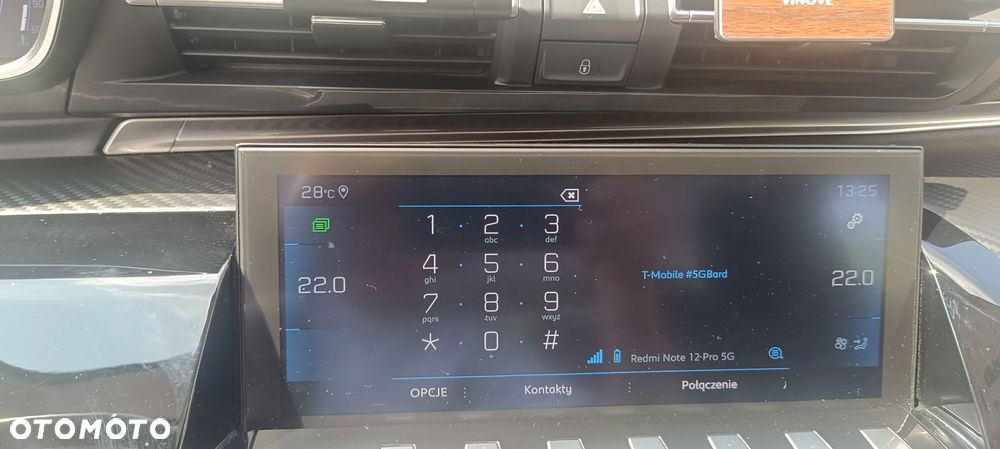 90
VINOVE
28°C
13:25
1 2 3
abc def
4 5 6
ghi jkl mno
22.0
T-Mobile #5GBard
22.0
7 8 9
pqrs tuv wxyz
* 0 #
+
Redmi Note 12 Pro 5G
OPCJE Kontakty Połączenie
OTOMOTO